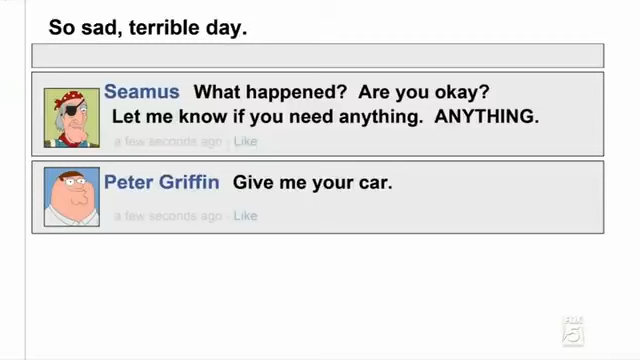 So sad, terrible day.
Seamus What happened? Are you okay?
Let me know if you need anything. ANYTHING.
a few seconds ago - Like
Peter Griffin Give me your car.
a few seconds ago - Like
FOX
5